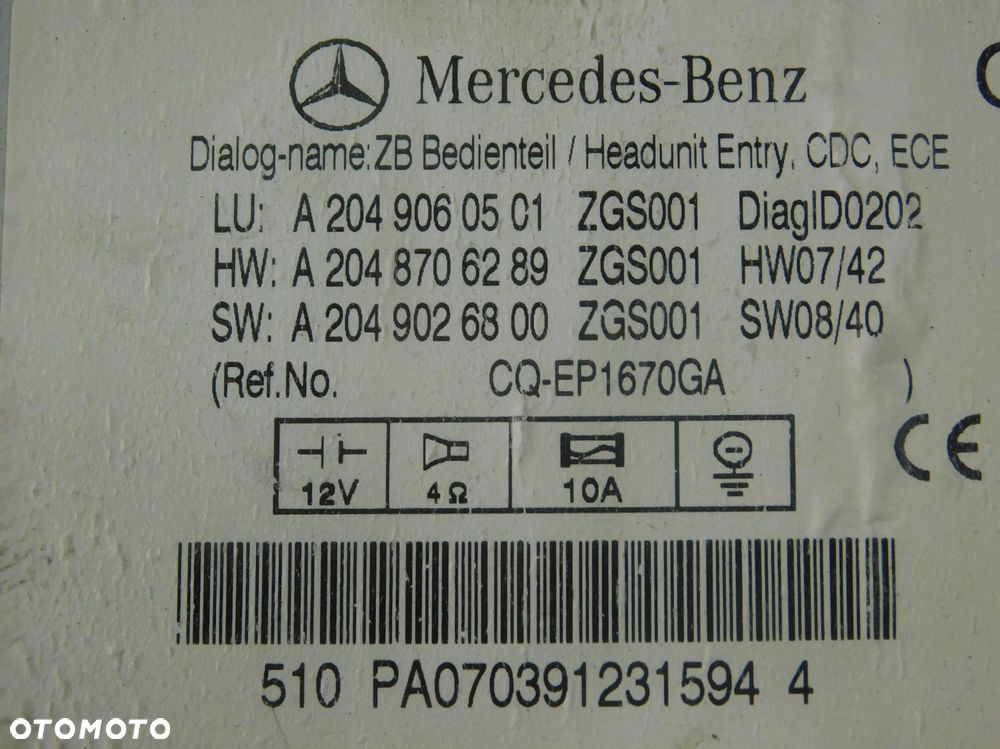 Mercedes-Benz
Dialog-name: ZB Bedienteil / Headunit Entry, CDC, ECE
LU: A 204 906 05 01 ZGS001 DiagID0202
HW: A 204 870 62 89 ZGS001 HW07/42
SW: A 204 902 68 00 ZGS001 SW08/40
(Ref.No. CQ-EP1670GA )
12V 4Ω 10A
CE
510 PA070391231594 4
OTOMOTO
OTOMOTO